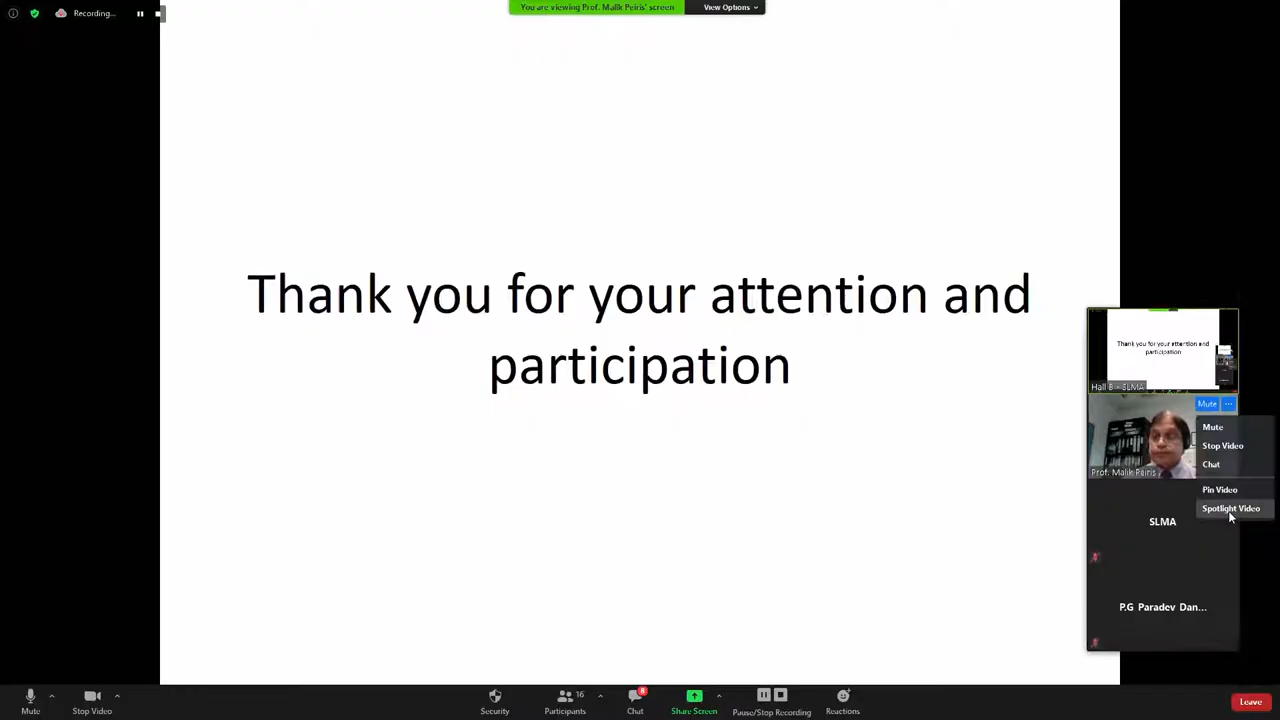 Recording...
You are viewing Prof. Malik Peiris' screen
View Options
Thank you for your attention and
participation
Thank you for your attention and
participation
Hall B - SLMA
Mute
Prof. Malik Peiris
Mute
Stop Video
Chat
Pin Video
Spotlight Video
SLMA
P.G Paradev Dan...
Mute
Stop Video
Security
16
Participants
8
Chat
Share Screen
Pause/Stop Recording
Reactions
Leave